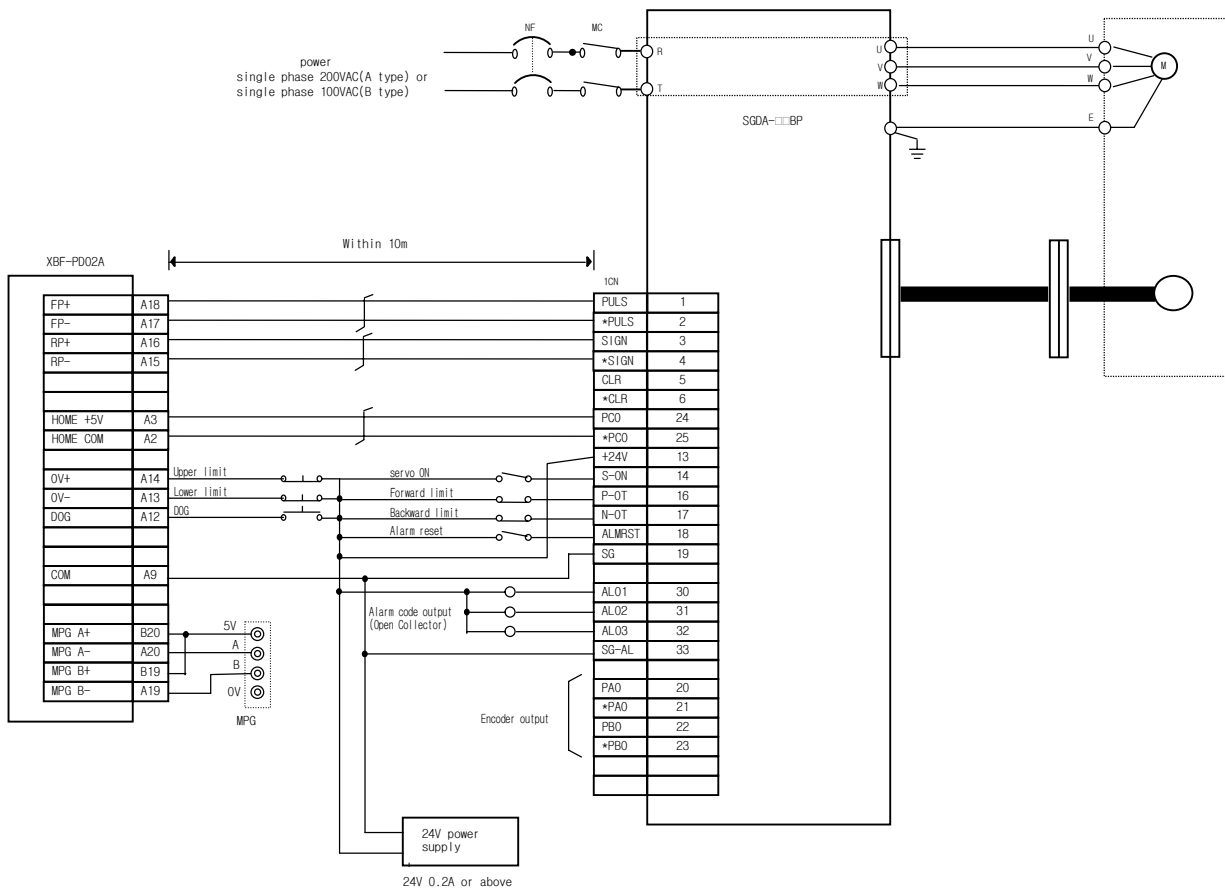 NF
MC
power
single phase 200VAC(A type) or
single phase 100VAC(B type)
R
T
U
V
W
U
V
W
E
M
SGDA-□□BP
Within 10m
XBF-PD02A
1CN
FP+ A18
FP- A17
RP+ A16
RP- A15
HOME +5V A3
HOME COM A2
OV+ A14
OV- A13
DOG A12
COM A9
MPG A+ B20
MPG A- A20
MPG B+ B19
MPG B- A19
Upper limit
Lower limit
DOG
servo ON
Forward limit
Backward limit
Alarm reset
Alarm code output
(Open Collector)
5V
A
B
0V
MPG
Encoder output
PULS 1
*PULS 2
SIGN 3
*SIGN 4
CLR 5
*CLR 6
PCO 24
*PCO 25
+24V 13
S-ON 14
P-OT 16
N-OT 17
ALMRST 18
SG 19
ALO1 30
ALO2 31
ALO3 32
SG-AL 33
PAO 20
*PAO 21
PBO 22
*PBO 23
24V power
supply
24V 0.2A or above